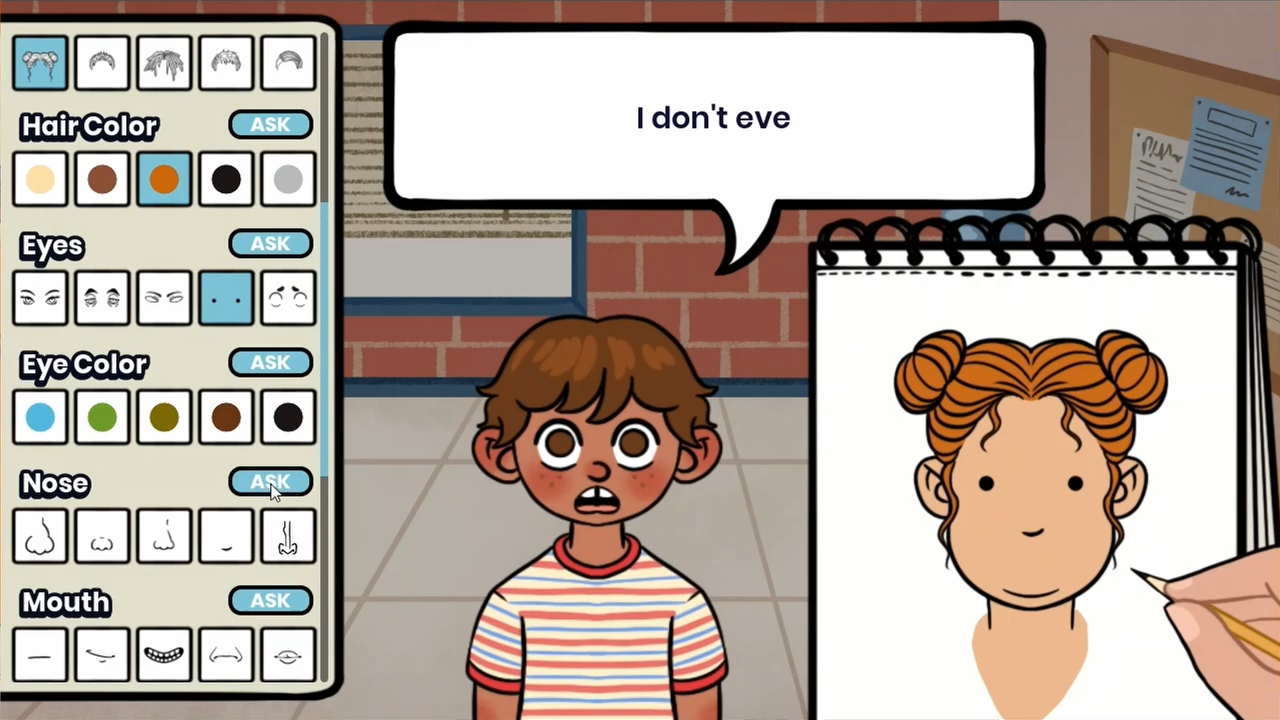 I don't eve
Hair Color
ASK
Eyes
ASK
Eye Color
ASK
Nose
ASK
Mouth
ASK